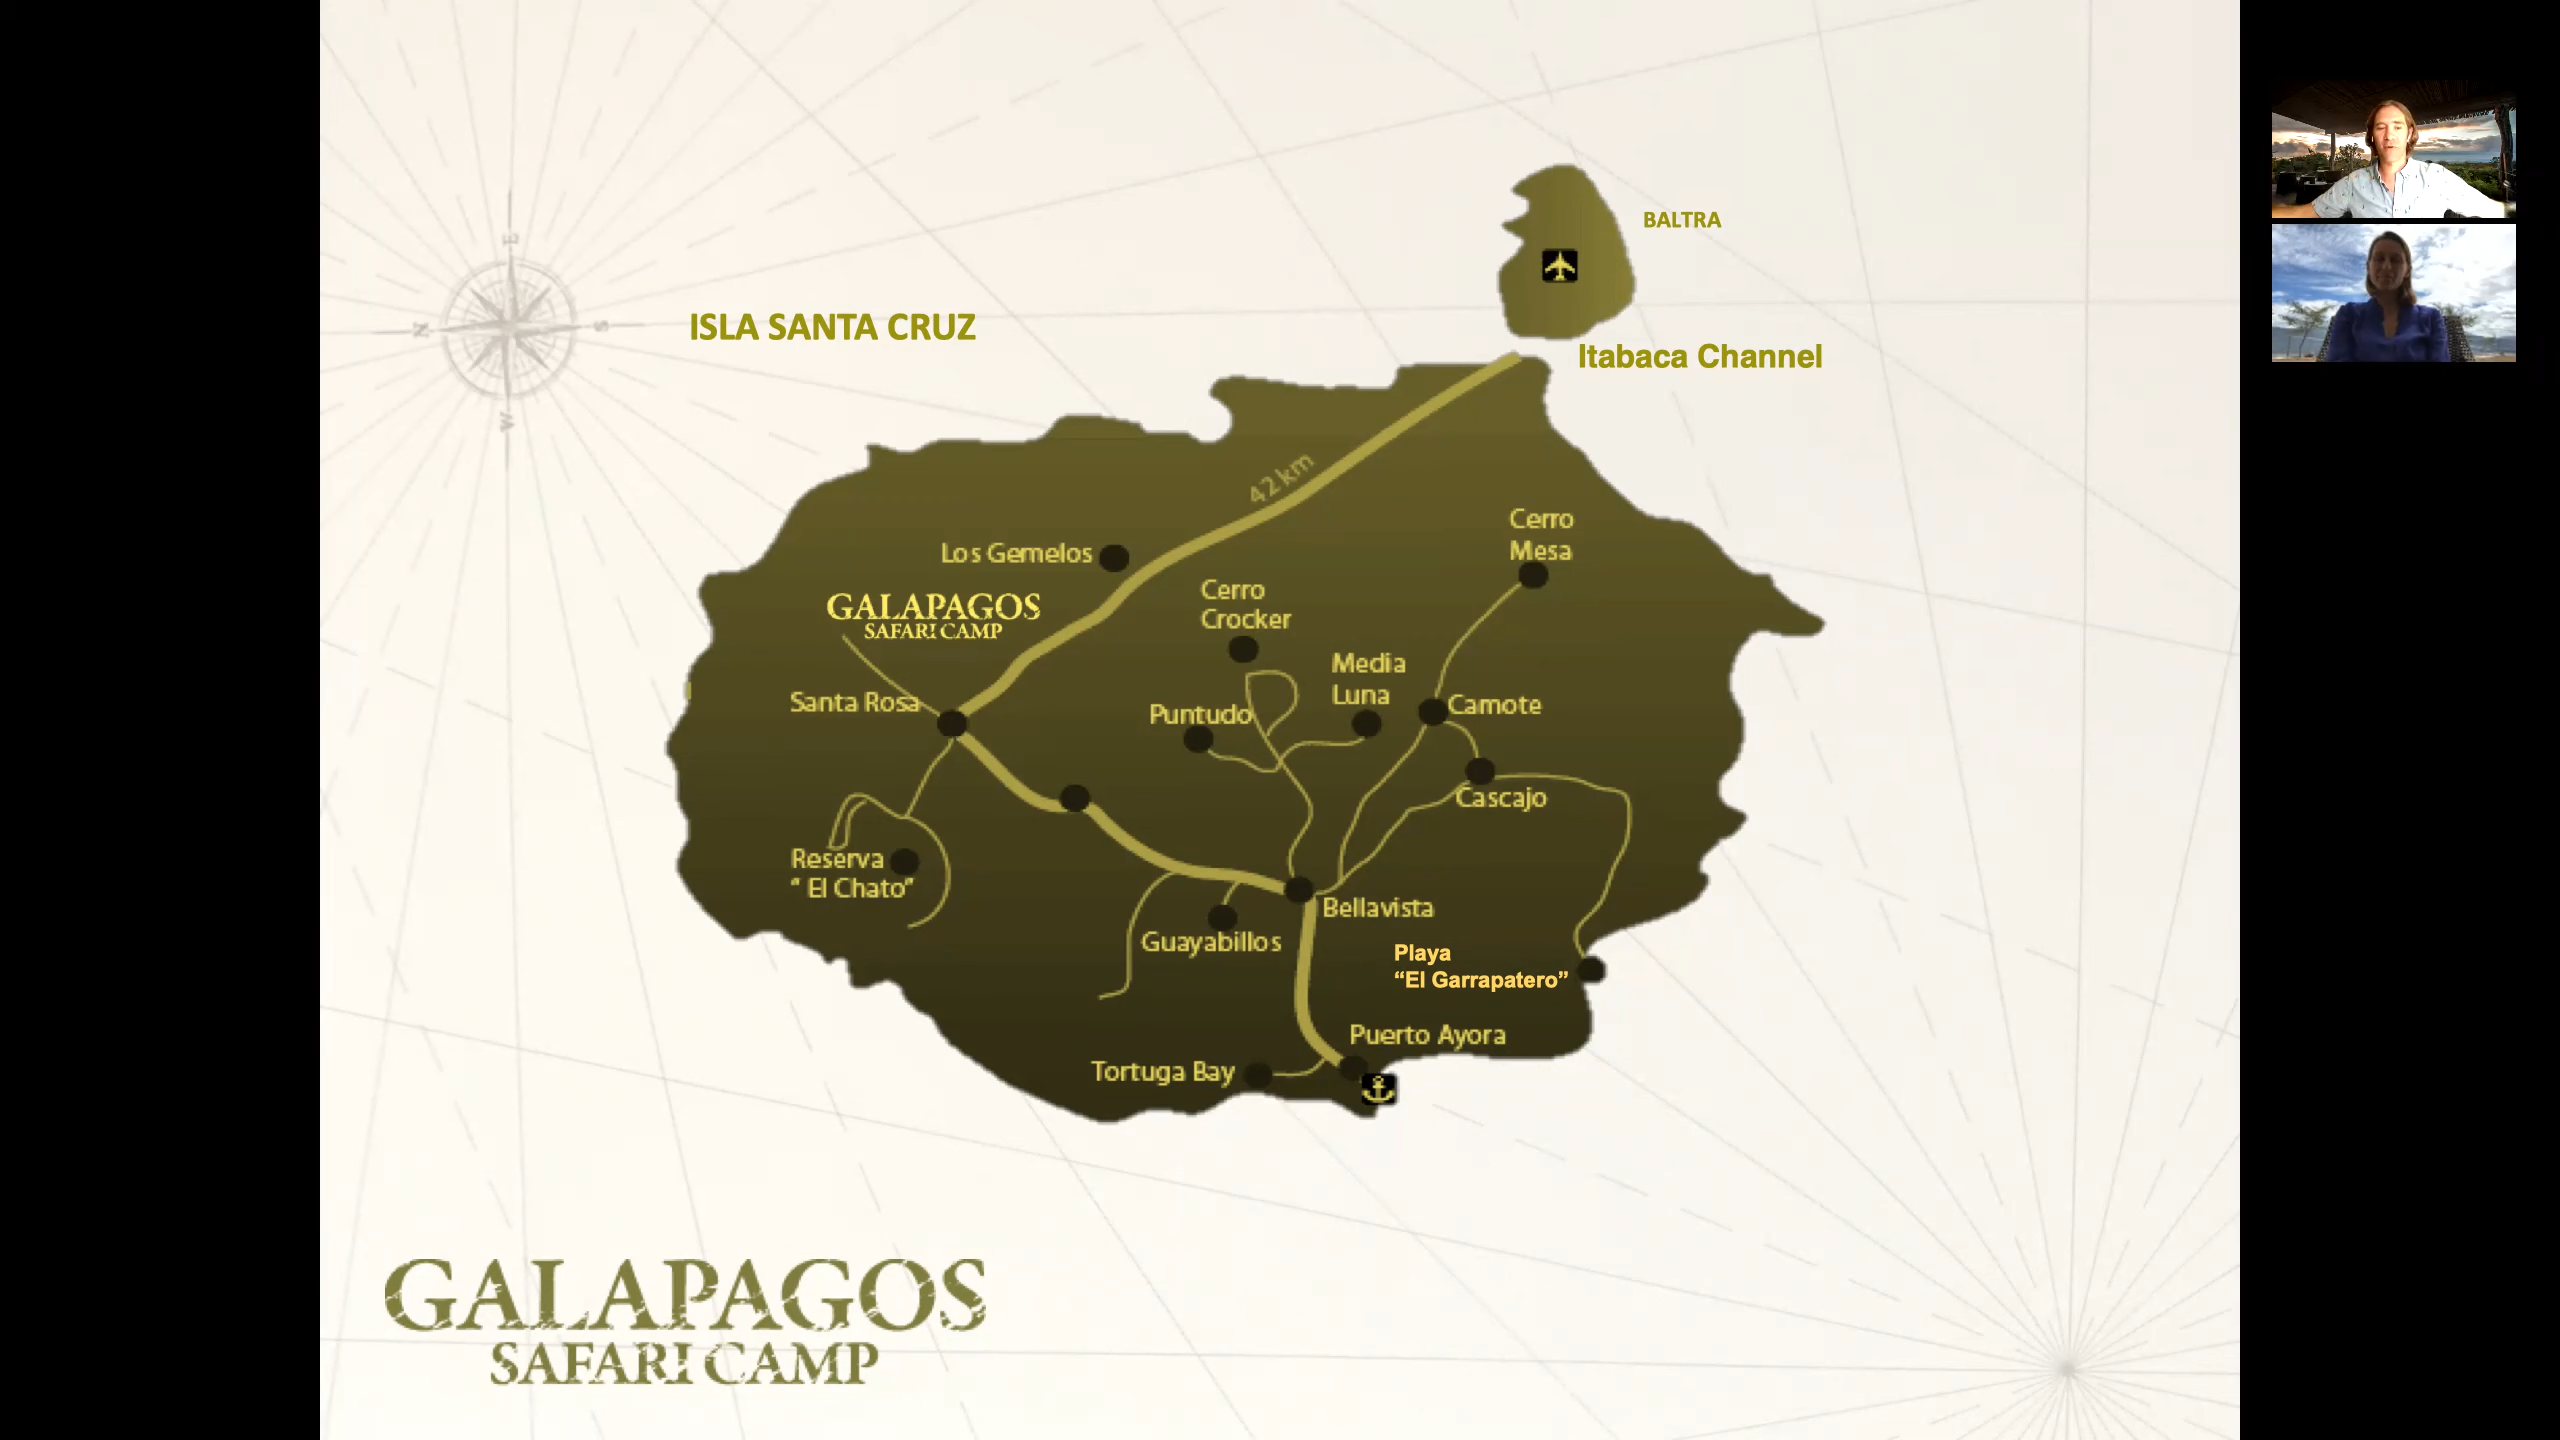 BALTRA
E
N
S
W
ISLA SANTA CRUZ
Itabaca Channel
42 km
Cerro
Mesa
Los Gemelos
GALAPAGOS
SAFARI CAMP
Cerro
Crocker
Media
Luna
Santa Rosa
Puntudo
Camote
Cascajo
Reserva
“ El Chato”
Bellavista
Guayabillos
Playa
“El Garrapatero”
Puerto Ayora
Tortuga Bay
GALAPAGOS
SAFARI CAMP